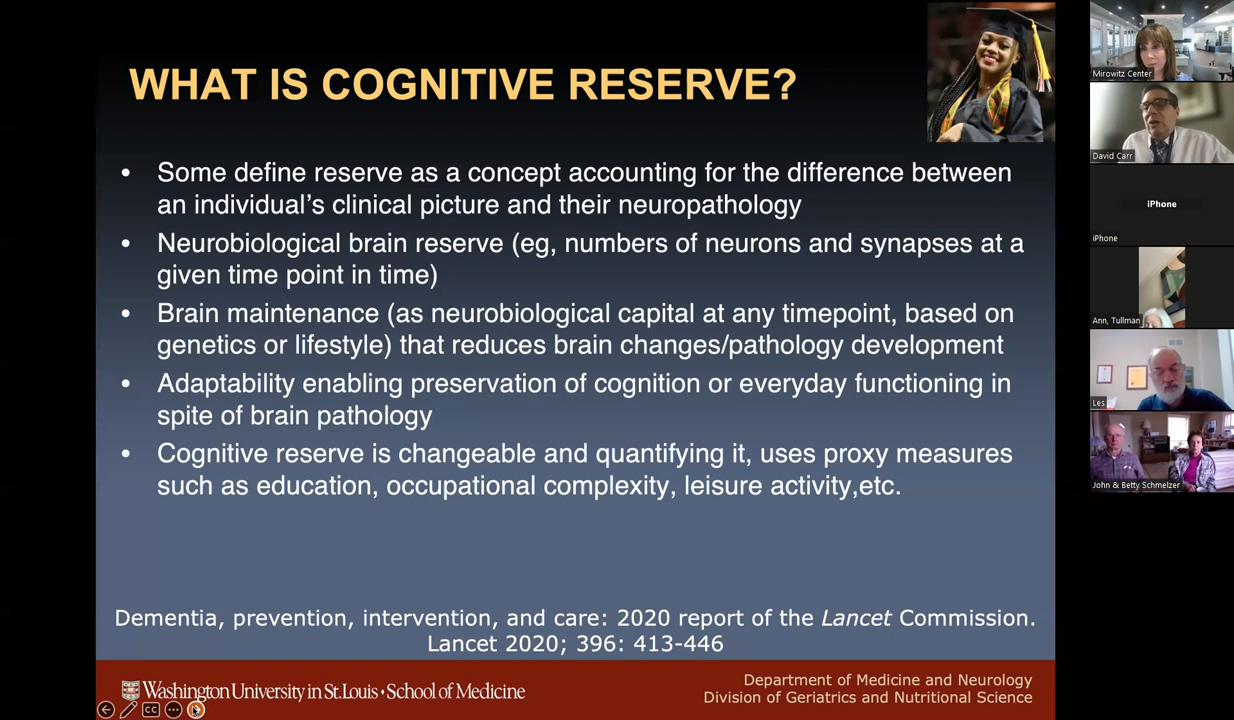 WHAT IS COGNITIVE RESERVE?
• Some define reserve as a concept accounting for the difference between
an individual's clinical picture and their neuropathology
• Neurobiological brain reserve (eg, numbers of neurons and synapses at a
given time point in time)
• Brain maintenance (as neurobiological capital at any timepoint, based on
genetics or lifestyle) that reduces brain changes/pathology development
• Adaptability enabling preservation of cognition or everyday functioning in
spite of brain pathology
• Cognitive reserve is changeable and quantifying it, uses proxy measures
such as education, occupational complexity, leisure activity,etc.
Dementia, prevention, intervention, and care: 2020 report of the Lancet Commission.
Lancet 2020; 396: 413-446
Washington University in St. Louis • School of Medicine
Department of Medicine and Neurology
Division of Geriatrics and Nutritional Science
CC
Mirowitz Center
David Carr
iPhone
iPhone
Ann, Tullman
Les
John & Betty Schmelzer